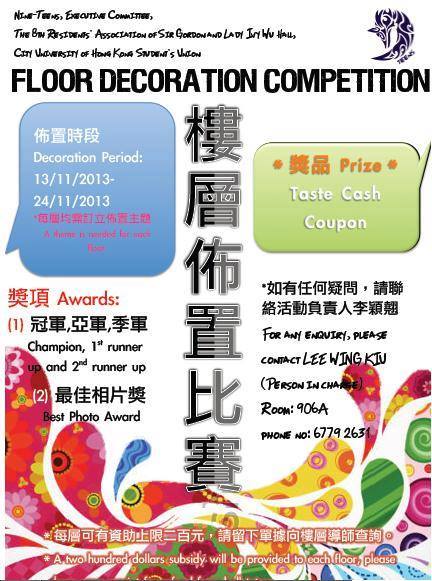 Nine-Teens, Executive Committee,
The 8th Residents' Association of Sir Gordon and Lady Ivy Wu Hall,
City University of Hong Kong Student's Union
FLOOR DECORATION COMPETITION
樓層佈置比賽
佈置時段
Decoration Period:
13/11/2013-
24/11/2013
*每層均需訂立佈置主題
A theme is needed for each
floor
* 獎品 Prize *
Taste Cash
Coupon
獎項 Awards:
(1) 冠軍,亞軍,季軍
Champion, 1st runner
up and 2nd runner up
(2) 最佳相片獎
Best Photo Award
*如有任何疑問，請聯
絡活動負責人李穎翹
For any enquiry, please
contact LEE WING KIU
(Person in charge)
Room: 906A
phone no: 6779 2631
* 每層可有資助上限二百元，請留下單據向樓層導師查詢。
* A two hundred dollars subsidy will be provided to each floor, please